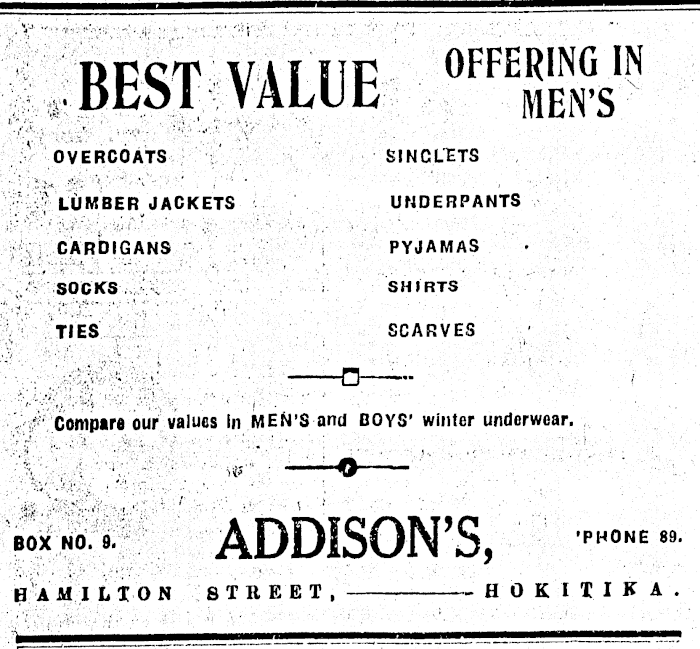 BEST VALUE OFFERING IN MEN'S
OVERCOATS SINGLETS
LUMBER JACKETS UNDERPANTS
CARDIGANS PYJAMAS
SOCKS SHIRTS
TIES SCARVES
Compare our values in MEN'S and BOYS' winter underwear.
BOX NO. 9. ADDISON'S, 'PHONE 89.
HAMILTON STREET, HOKITIKA.